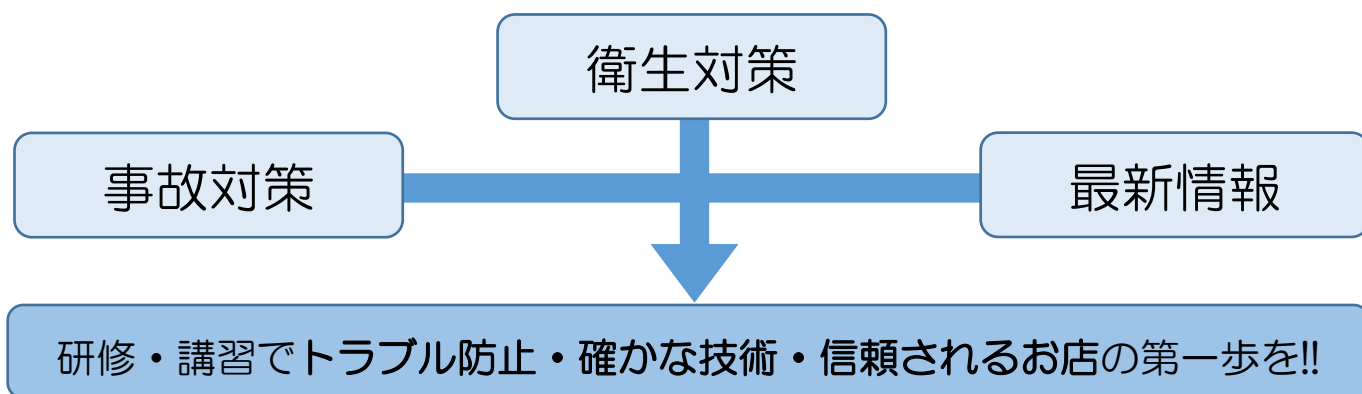 衛生対策
事故対策
最新情報
研修・講習でトラブル防止・確かな技術・信頼されるお店の第一歩を!!